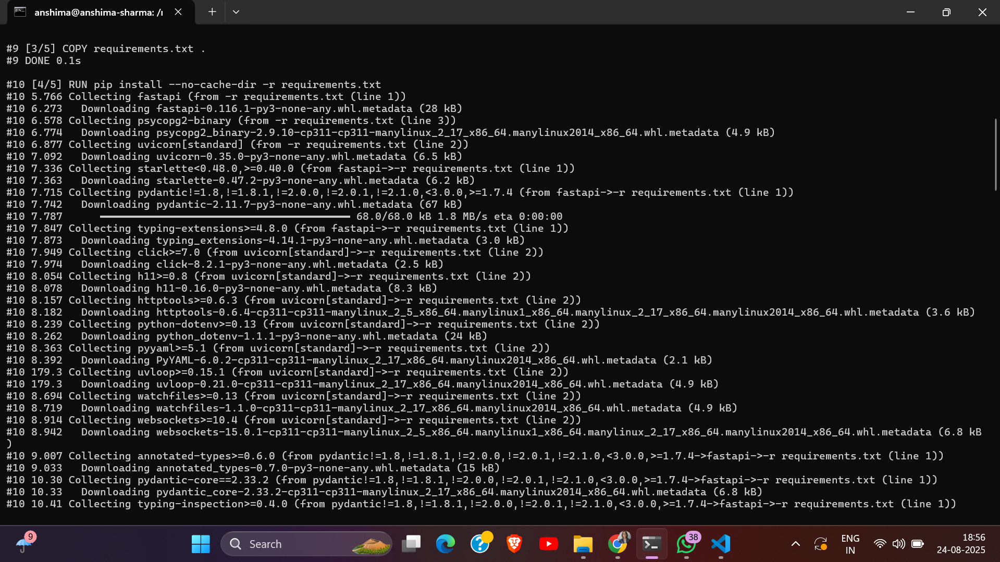 anshima@anshima-sharma: /r
#9 [3/5] COPY requirements.txt .
#9 DONE 0.1s
#10 [4/5] RUN pip install --no-cache-dir -r requirements.txt
#10 5.766 Collecting fastapi (from -r requirements.txt (line 1))
#10 6.273   Downloading fastapi-0.116.1-py3-none-any.whl.metadata (28 kB)
#10 6.578 Collecting psycopg2-binary (from -r requirements.txt (line 3))
#10 6.774   Downloading psycopg2_binary-2.9.10-cp311-cp311-manylinux_2_17_x86_64.manylinux2014_x86_64.whl.metadata (4.9 kB)
#10 6.877 Collecting uvicorn[standard] (from -r requirements.txt (line 2))
#10 7.092   Downloading uvicorn-0.35.0-py3-none-any.whl.metadata (6.5 kB)
#10 7.336 Collecting starlette<0.48.0,>=0.40.0 (from fastapi->-r requirements.txt (line 1))
#10 7.363   Downloading starlette-0.47.2-py3-none-any.whl.metadata (6.2 kB)
#10 7.715 Collecting pydantic!=1.8,!=1.8.1,!=2.0.0,!=2.0.1,!=2.1.0,<3.0.0,>=1.7.4 (from fastapi->-r requirements.txt (line 1))
#10 7.742   Downloading pydantic-2.11.7-py3-none-any.whl.metadata (67 kB)
#10 7.787      ━━━━━━━━━━━━━━━━━━━━━━━━━━━━━━━━━━━━━━━━ 68.0/68.0 kB 1.8 MB/s eta 0:00:00
#10 7.847 Collecting typing-extensions>=4.8.0 (from fastapi->-r requirements.txt (line 1))
#10 7.873   Downloading typing_extensions-4.14.1-py3-none-any.whl.metadata (3.0 kB)
#10 7.949 Collecting click>=7.0 (from uvicorn[standard]->-r requirements.txt (line 2))
#10 7.974   Downloading click-8.2.1-py3-none-any.whl.metadata (2.5 kB)
#10 8.054 Collecting h11>=0.8 (from uvicorn[standard]->-r requirements.txt (line 2))
#10 8.078   Downloading h11-0.16.0-py3-none-any.whl.metadata (8.3 kB)
#10 8.157 Collecting httptools>=0.6.3 (from uvicorn[standard]->-r requirements.txt (line 2))
#10 8.182   Downloading httptools-0.6.4-cp311-cp311-manylinux_2_5_x86_64.manylinux1_x86_64.manylinux_2_17_x86_64.manylinux2014_x86_64.whl.metadata (3.6 kB)
#10 8.239 Collecting python-dotenv>=0.13 (from uvicorn[standard]->-r requirements.txt (line 2))
#10 8.262   Downloading python_dotenv-1.1.1-py3-none-any.whl.metadata (24 kB)
#10 8.363 Collecting pyyaml>=5.1 (from uvicorn[standard]->-r requirements.txt (line 2))
#10 8.392   Downloading PyYAML-6.0.2-cp311-cp311-manylinux_2_17_x86_64.manylinux2014_x86_64.whl.metadata (2.1 kB)
#10 179.3 Collecting uvloop>=0.15.1 (from uvicorn[standard]->-r requirements.txt (line 2))
#10 179.3   Downloading uvloop-0.21.0-cp311-cp311-manylinux_2_17_x86_64.manylinux2014_x86_64.whl.metadata (4.9 kB)
#10 8.694 Collecting watchfiles>=0.13 (from uvicorn[standard]->-r requirements.txt (line 2))
#10 8.719   Downloading watchfiles-1.1.0-cp311-cp311-manylinux_2_17_x86_64.manylinux2014_x86_64.whl.metadata (4.9 kB)
#10 8.914 Collecting websockets>=10.4 (from uvicorn[standard]->-r requirements.txt (line 2))
#10 8.942   Downloading websockets-15.0.1-cp311-cp311-manylinux_2_5_x86_64.manylinux1_x86_64.manylinux_2_17_x86_64.manylinux2014_x86_64.whl.metadata (6.8 kB
)
#10 9.007 Collecting annotated-types>=0.6.0 (from pydantic!=1.8,!=1.8.1,!=2.0.0,!=2.0.1,!=2.1.0,<3.0.0,>=1.7.4->fastapi->-r requirements.txt (line 1))
#10 9.033   Downloading annotated_types-0.7.0-py3-none-any.whl.metadata (15 kB)
#10 10.30 Collecting pydantic-core==2.33.2 (from pydantic!=1.8,!=1.8.1,!=2.0.0,!=2.0.1,!=2.1.0,<3.0.0,>=1.7.4->fastapi->-r requirements.txt (line 1))
#10 10.33   Downloading pydantic_core-2.33.2-cp311-cp311-manylinux_2_17_x86_64.manylinux2014_x86_64.whl.metadata (6.8 kB)
#10 10.41 Collecting typing-inspection>=0.4.0 (from pydantic!=1.8,!=1.8.1,!=2.0.0,!=2.0.1,!=2.1.0,<3.0.0,>=1.7.4->fastapi->-r requirements.txt (line 1))
9
Search
38
ENG
IN
18:56
24-08-2025